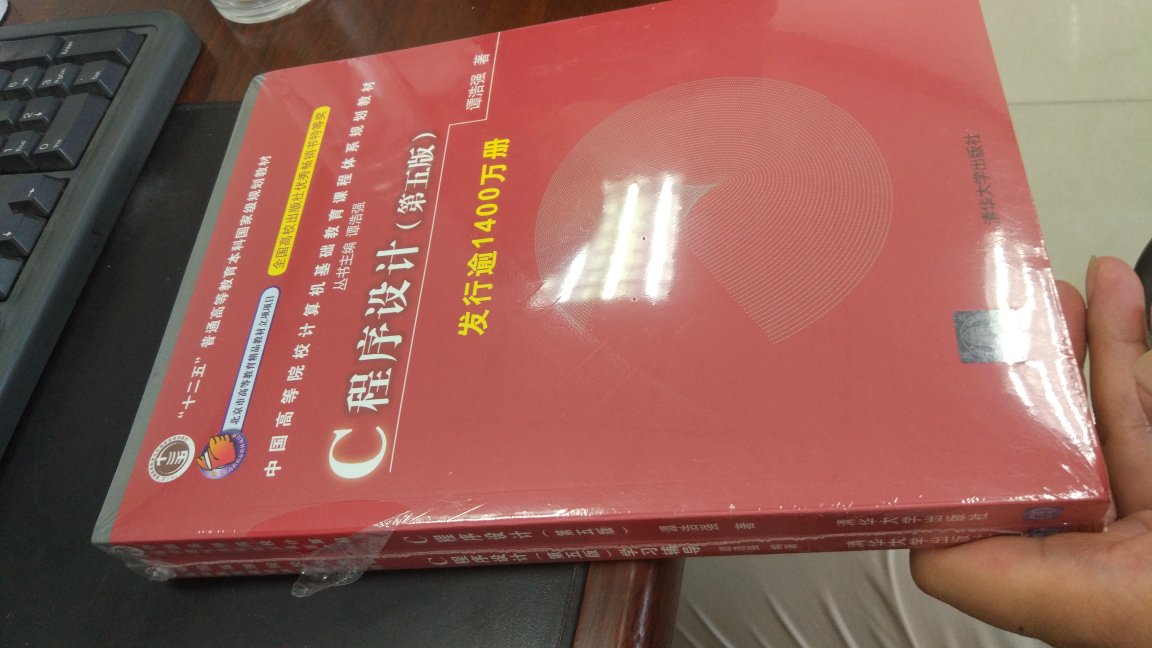 “十二五”普通高等教育本科国家级规划教材
北京市高等教育精品教材立项项目
全国高校出版社优秀畅销书特等奖
中国高等院校计算机基础教育课程体系规划教材
丛书主编 谭浩强
C程序设计（第五版）
谭浩强 著
发行逾1400万册
清华大学出版社
C程序设计（第五版） 谭浩强 著 清华大学出版社
C程序设计（第五版）学习辅导 谭浩强 编著 清华大学出版社